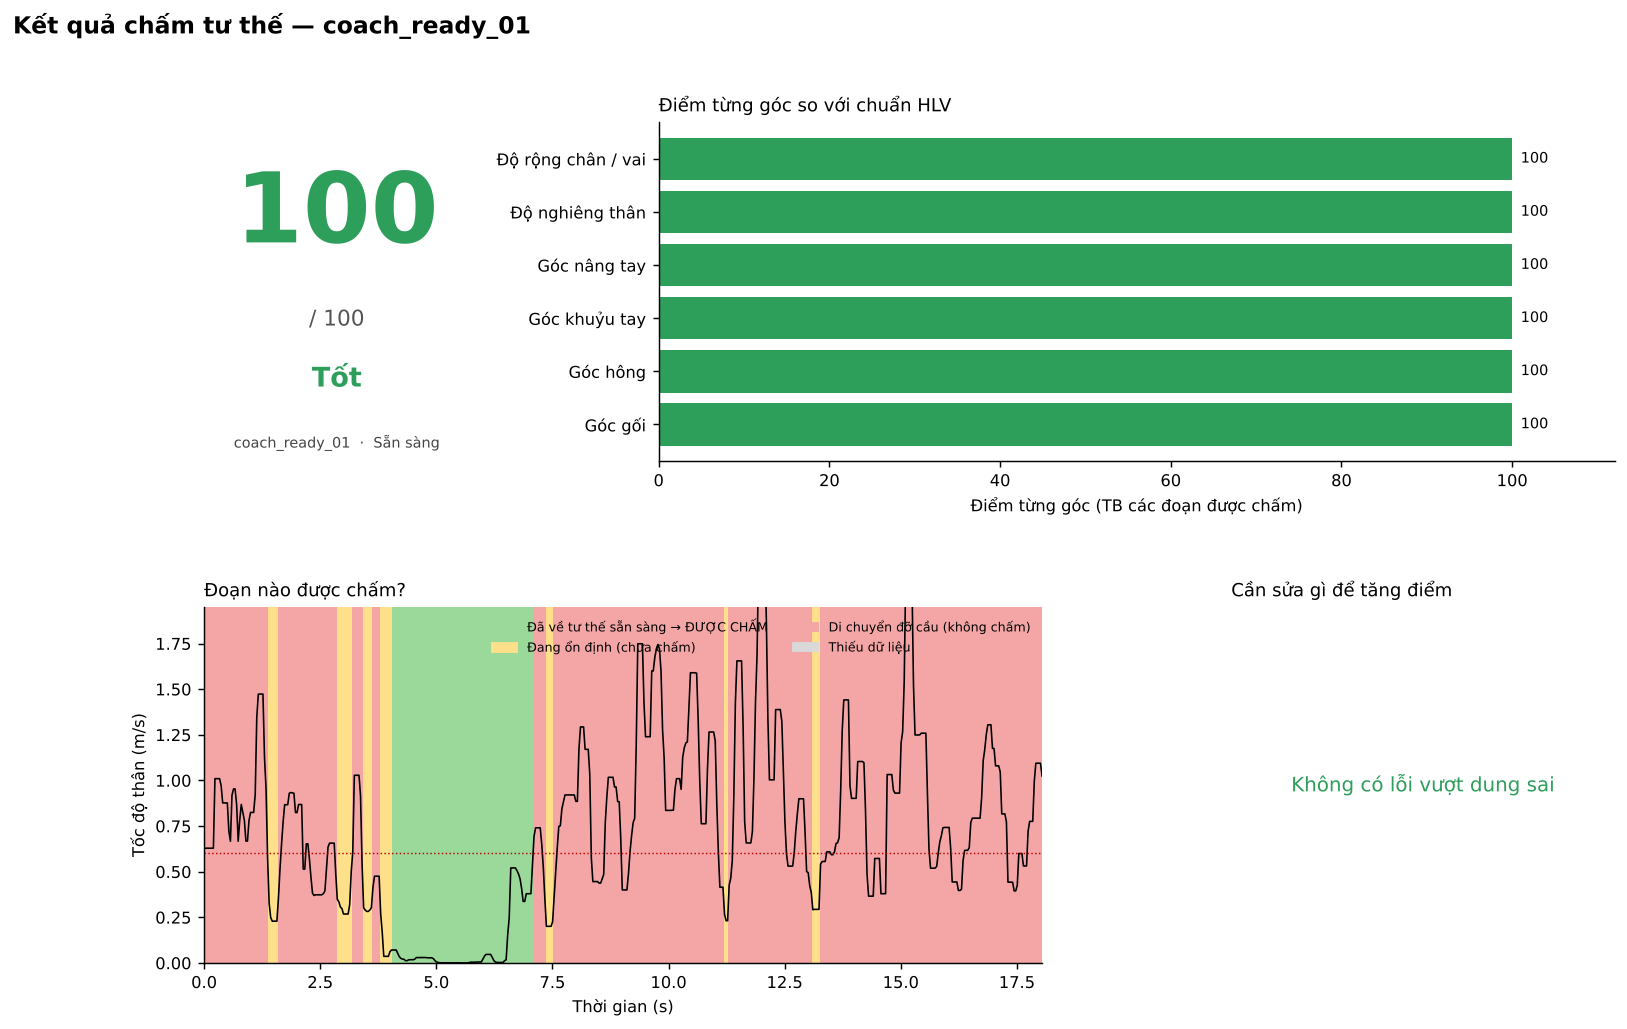 Kết quả chấm tư thế — coach_ready_01
100
/ 100
Tốt
coach_ready_01 · Sẵn sàng
Điểm từng góc so với chuẩn HLV
Độ rộng chân / vai
100
Độ nghiêng thân
100
Góc nâng tay
100
Góc khuỷu tay
100
Góc hông
100
Góc gối
100
0 20 40 60 80 100
Điểm từng góc (TB các đoạn được chấm)
Đoạn nào được chấm?
Đã về tư thế sẵn sàng → ĐƯỢC CHẤM
Di chuyển đỡ cầu (không chấm)
Đang ổn định (chưa chấm)
Thiếu dữ liệu
Tốc độ thân (m/s)
1.75
1.50
1.25
1.00
0.75
0.50
0.25
0.00
0.0 2.5 5.0 7.5 10.0 12.5 15.0 17.5
Thời gian (s)
Cần sửa gì để tăng điểm
Không có lỗi vượt dung sai